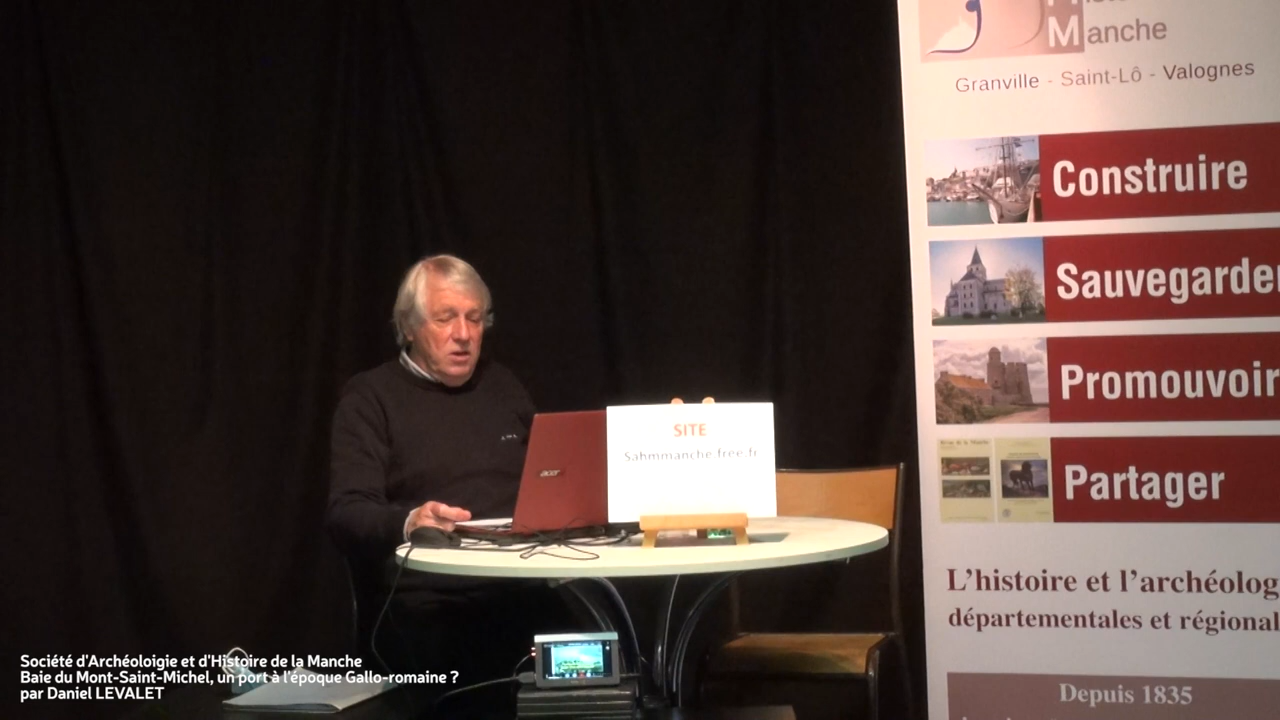 M anche
Granville - Saint-Lô - Valognes
Construire
Sauvegarder
Promouvoir
Partager
L'histoire et l'archéolog
départementales et régional
Depuis 1835
SITE
Sahmmanche.free.fr
acer
Société d'Archéoloigie et d'Histoire de la Manche
Baie du Mont-Saint-Michel, un port à l'époque Gallo-romaine ?
par Daniel LEVALET